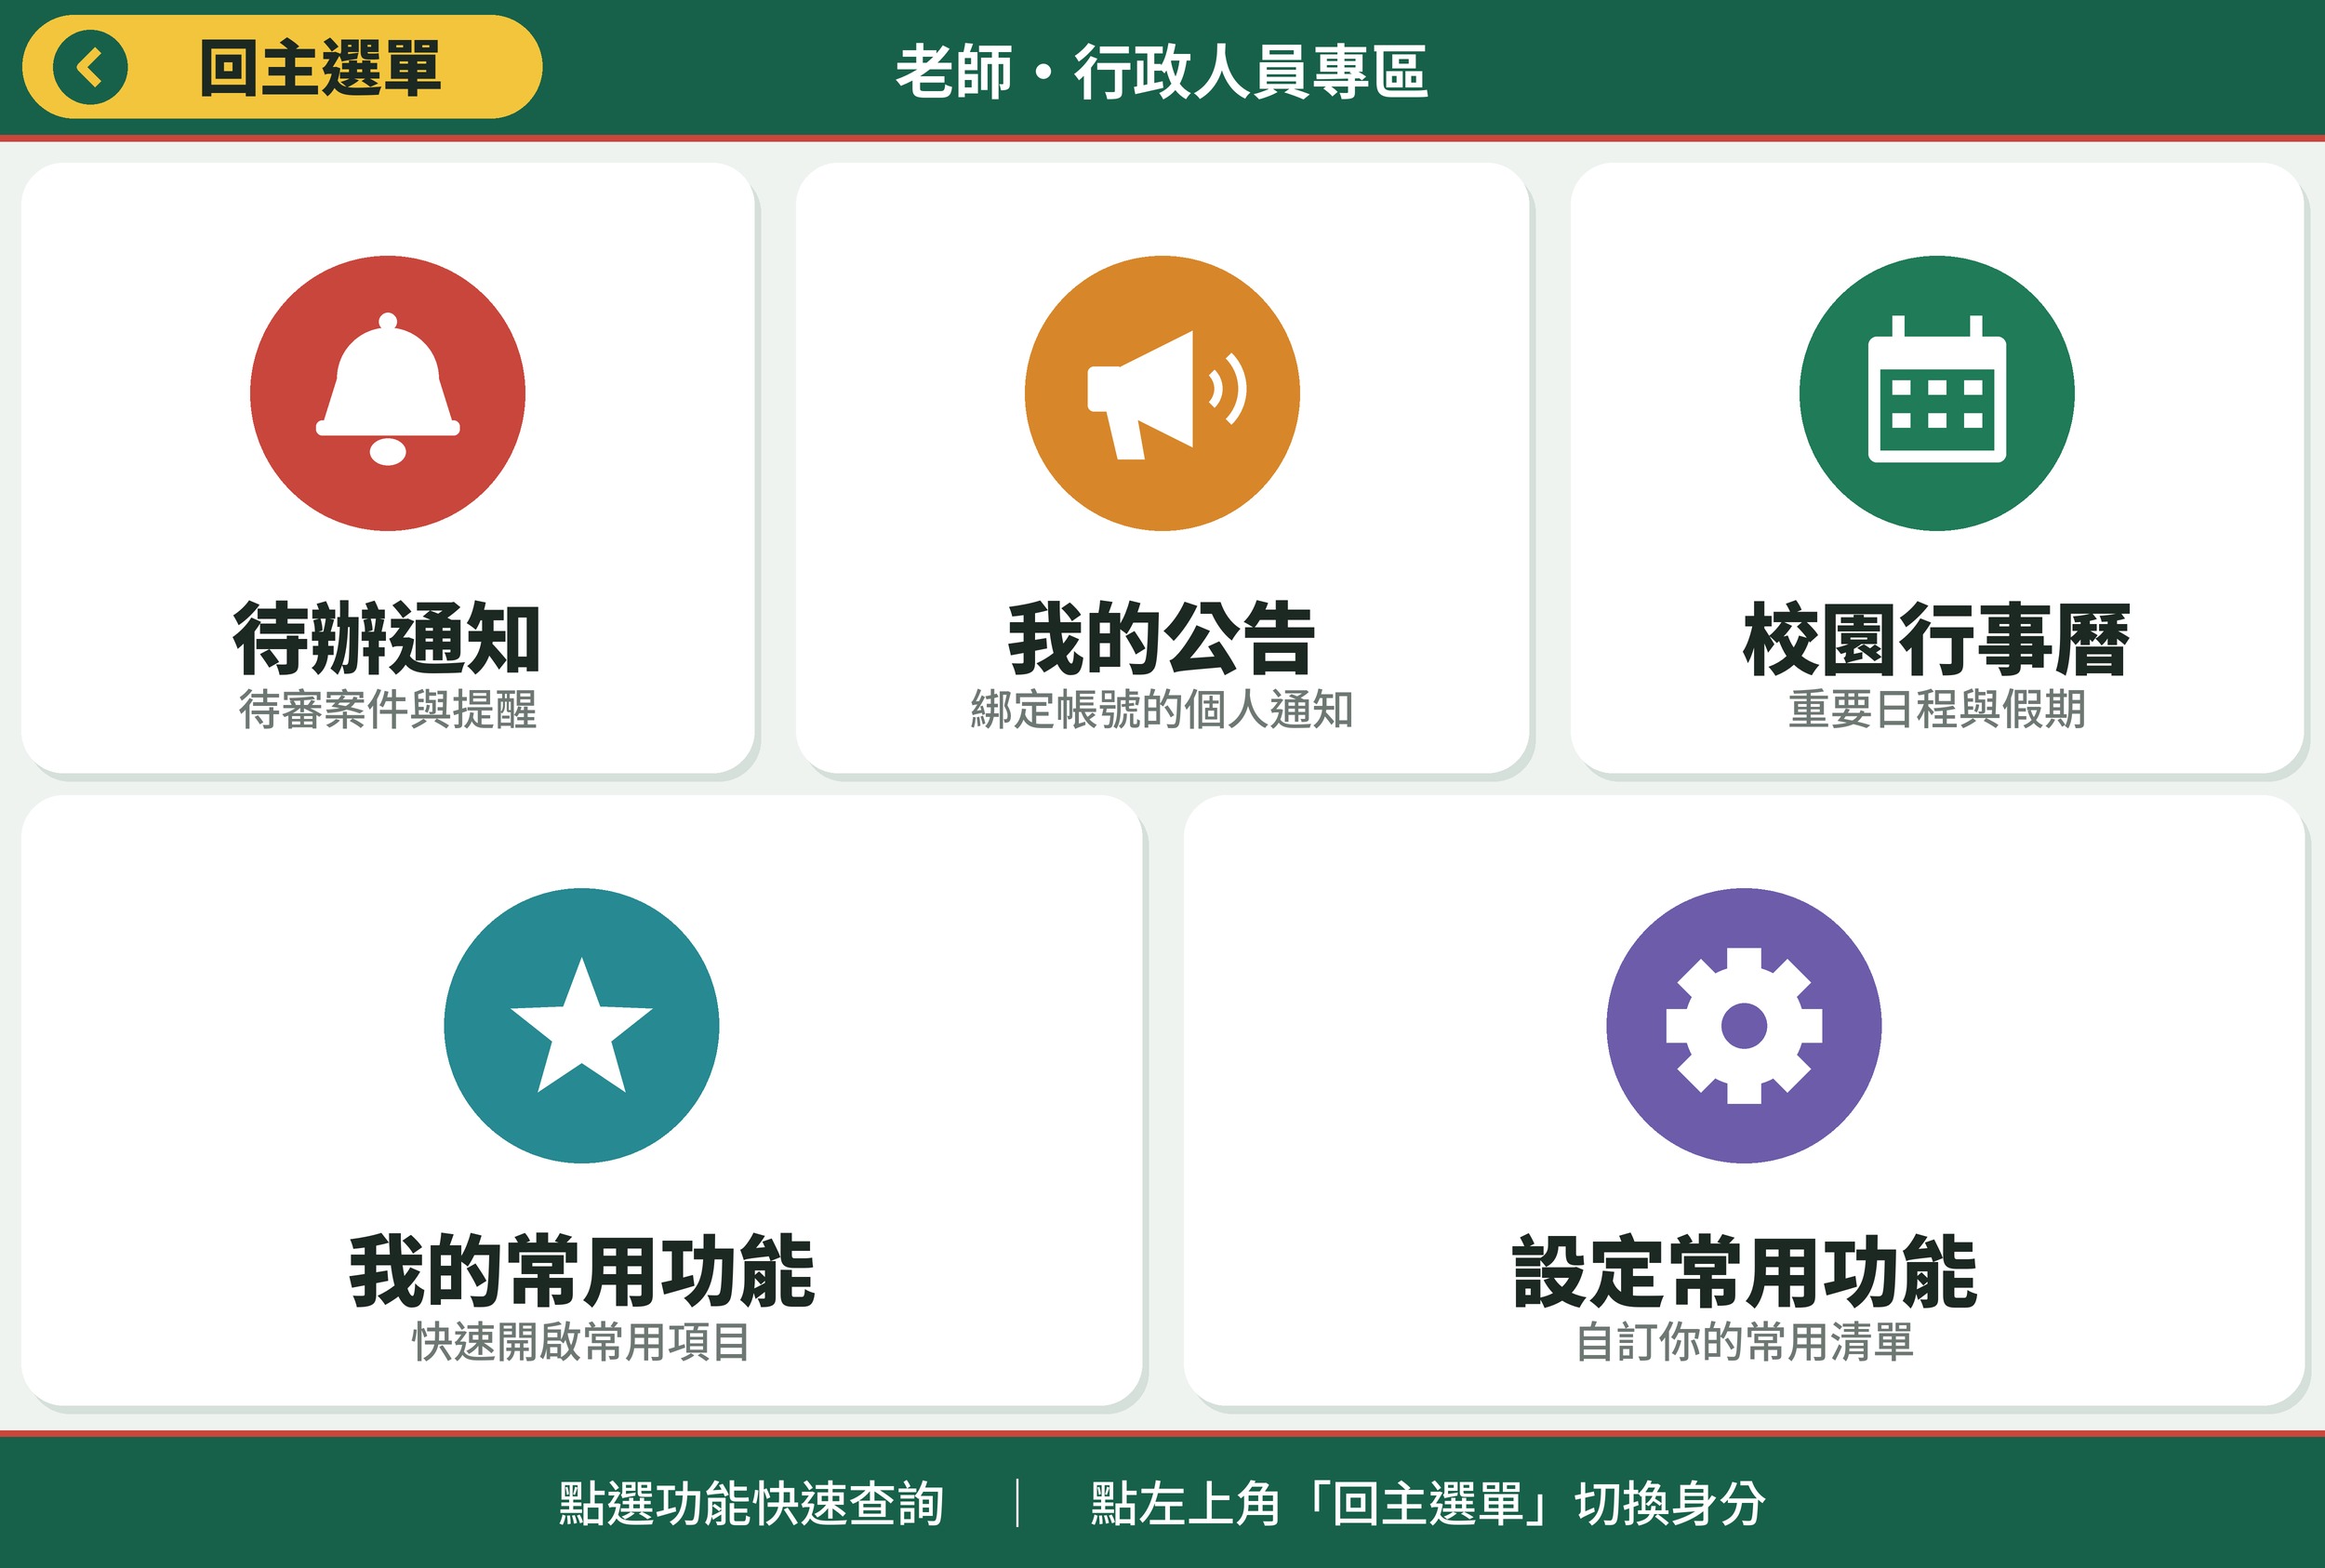 回主選單
老師・行政人員專區
待辦通知
待審案件與提醒
我的公告
綁定帳號的個人通知
校園行事曆
重要日程與假期
我的常用功能
快速開啟常用項目
設定常用功能
自訂你的常用清單
點選功能快速查詢 ｜ 點左上角「回主選單」切換身分